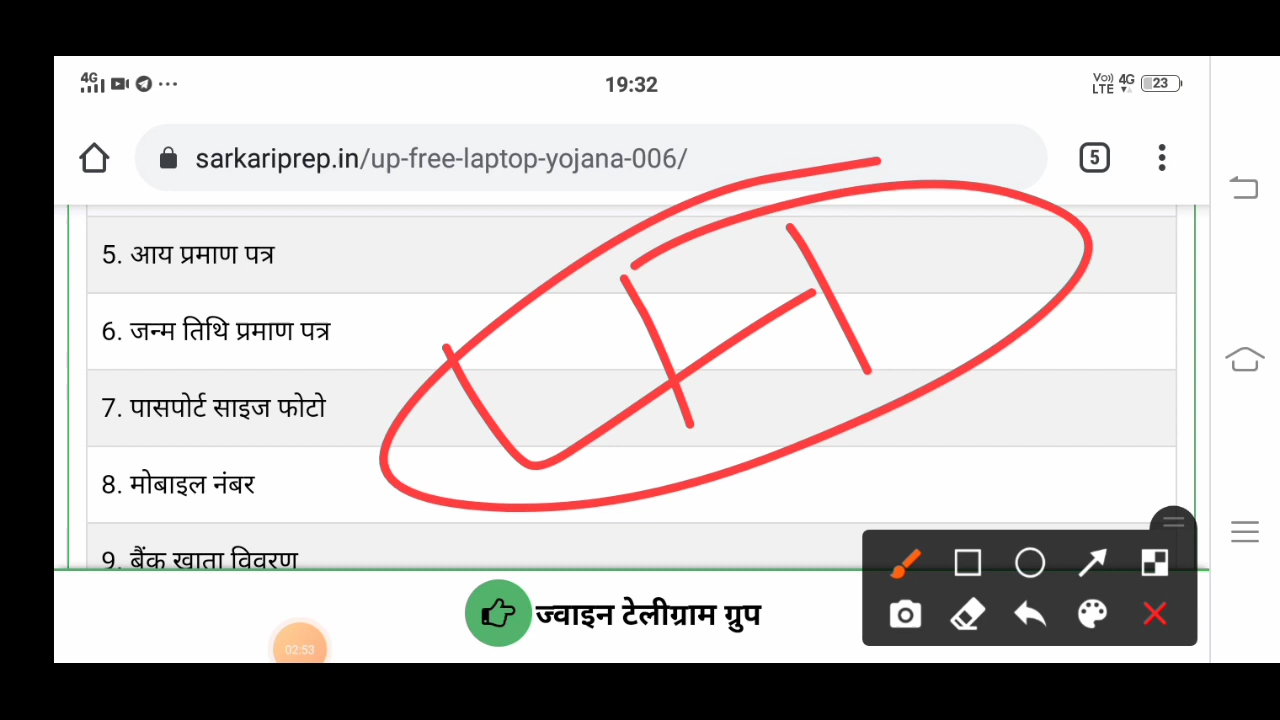 4G 19:32 Vo)) LTE 4G 23
sarkariprep.in/up-free-laptop-yojana-006/ 5
5. आय प्रमाण पत्र
6. जन्म तिथि प्रमाण पत्र
7. पासपोर्ट साइज फोटो
8. मोबाइल नंबर
9. बैंक खाता विवरण
ज्वाइन टेलीग्राम ग्रुप
02:53